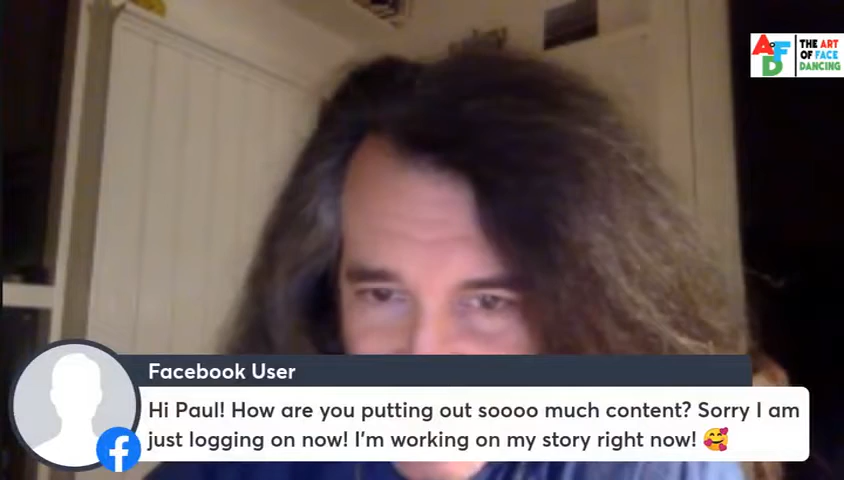 THE ART
OF FACE
DANCING
AFD
Facebook User
Hi Paul! How are you putting out soooo much content? Sorry I am
just logging on now! I'm working on my story right now! 🥰